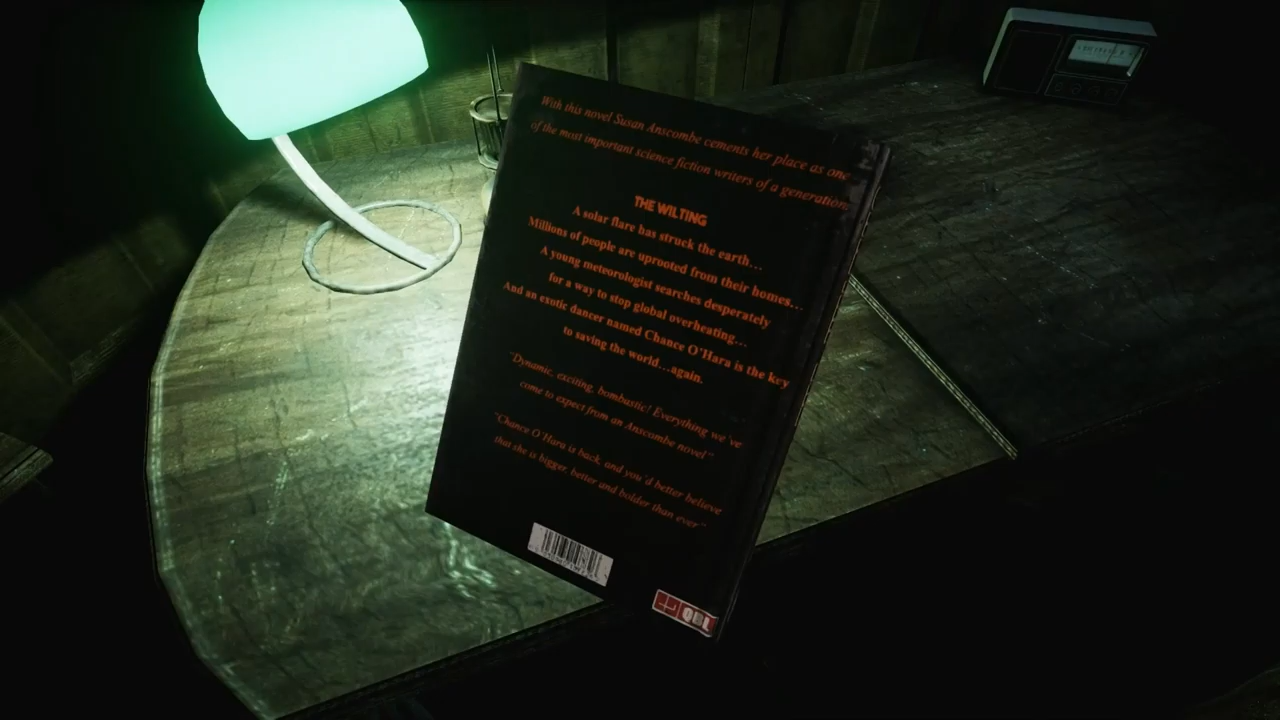 With this novel Susan Anscombe cements her place as one
of the most important science fiction writers of a generation
THE WILTING
A solar flare has struck the earth...
Millions of people are uprooted from their homes...
A young meteorologist searches desperately
for a way to stop global overheating...
And an exotic dancer named Chance O'Hara is the key
to saving the world...again.
"Dynamic, exciting, bombastic! Everything we've
come to expect from an Anscombe novel"
"Chance O'Hara is back, and you'd better believe
that she is bigger, better and bolder than ever"